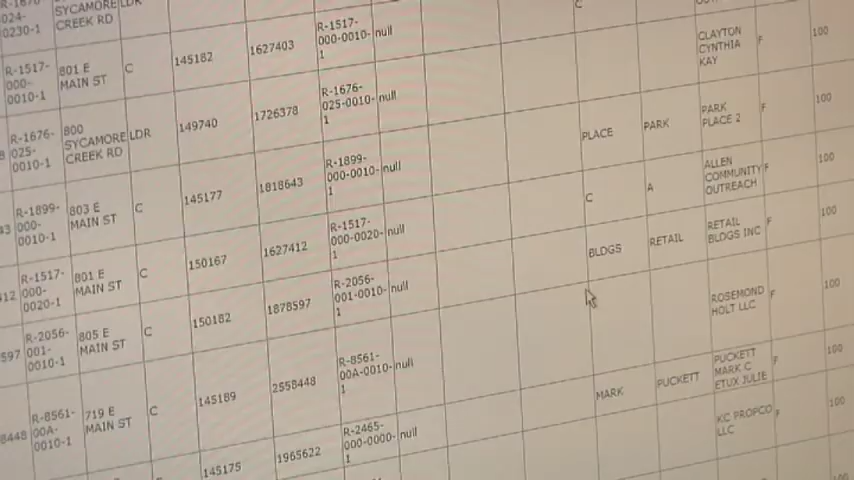 024-
0230-1
SYCAMORE
CREEK RD
LDR
C
R-1517-
000-
0010-1
801 E
MAIN ST
C
145182
1627403
R-1517-
000-0010-
1
null
CLAYTON
CYNTHIA
KAY
F
100
R-1676-
025-
0010-1
800
SYCAMORE
CREEK RD
LDR
149740
1726378
R-1676-
025-0010-
1
null
PLACE
PARK
PARK
PLACE 2
F
100
R-1899-
000-
0010-1
803 E
MAIN ST
C
145177
1818643
R-1899-
000-0010-
1
null
C
A
ALLEN
COMMUNITY
OUTREACH
F
100
412
R-1517-
000-
0020-1
801 E
MAIN ST
C
150167
1627412
R-1517-
000-0020-
1
null
BLDGS
RETAIL
RETAIL
BLDGS INC
F
100
597
R-2056-
001-
0010-1
805 E
MAIN ST
C
150182
1878597
R-2056-
001-0010-
1
null
ROSEMOND
HOLT LLC
F
100
8448
R-8561-
00A-
0010-1
719 E
MAIN ST
C
145189
2558448
R-8561-
00A-0010-
1
null
MARK
PUCKETT
PUCKETT
MARK C
ETUX JULIE
F
100
145175
1965622
R-2465-
000-0000-
1
null
KC PROPCO
LLC
F
100